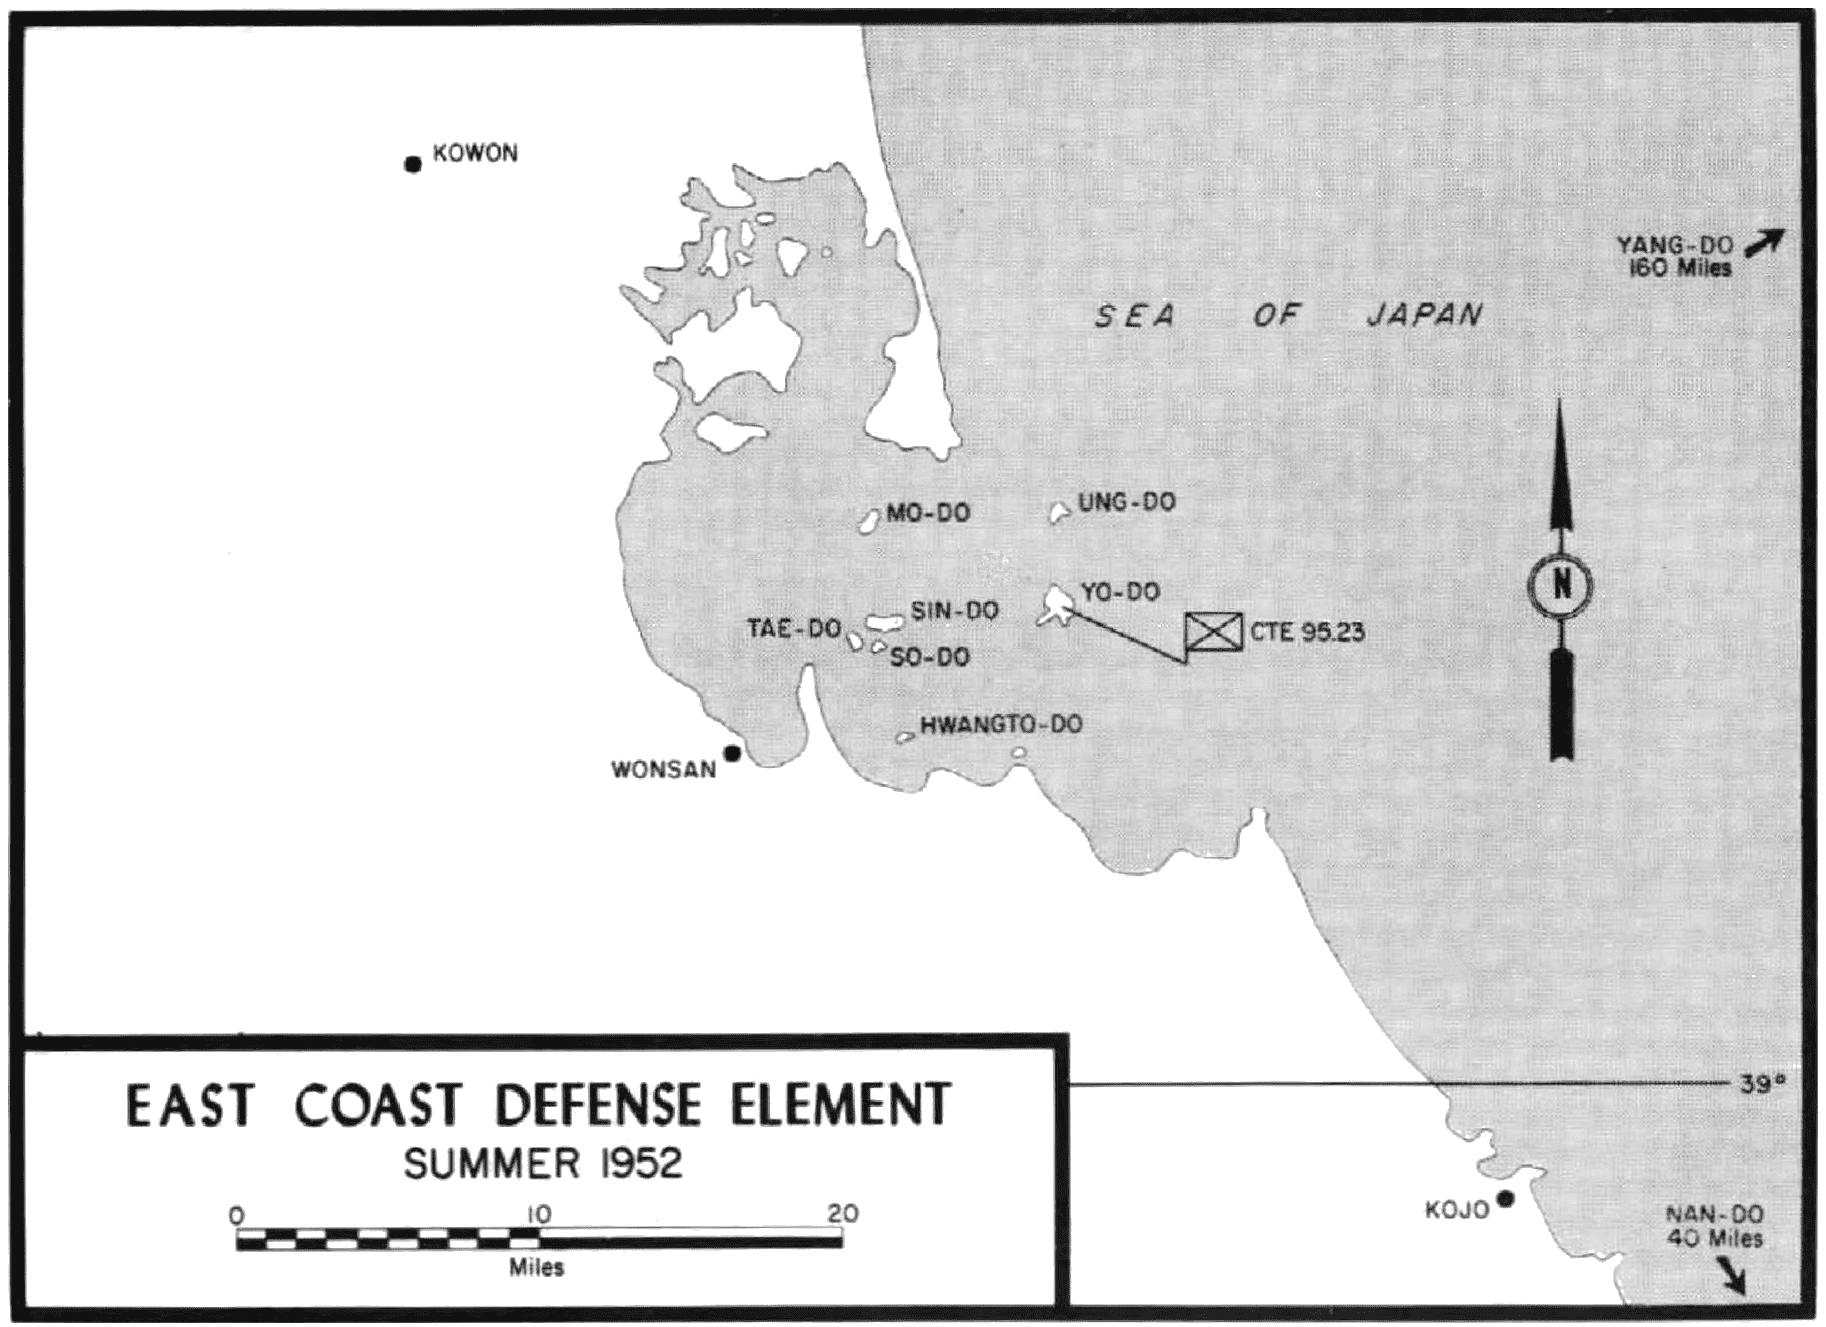 KOWON
YANG-DO
160 Miles
SEA OF JAPAN
MO-DO
UNG-DO
N
YO-DO
SIN-DO
TAE-DO
CTE 95.23
SO-DO
HWANGTO-DO
WONSAN
39°
EAST COAST DEFENSE ELEMENT
SUMMER 1952
0 10 20
Miles
KOJO
NAN-DO
40 Miles